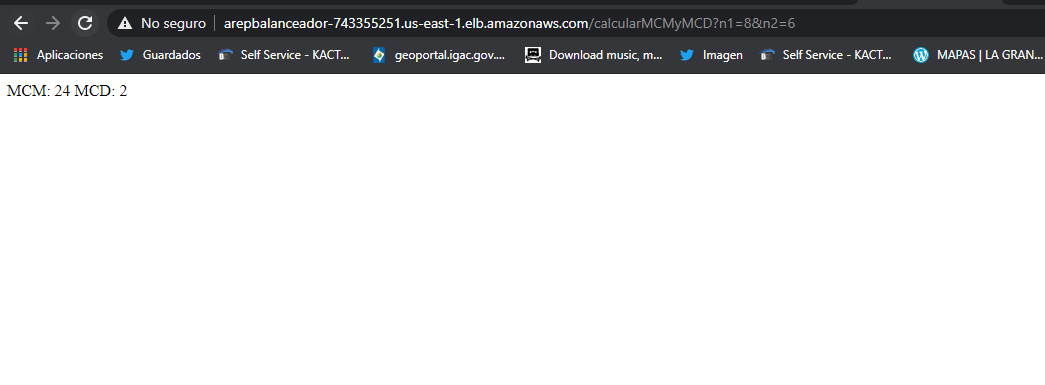 No seguro arepbalanceador-743355251.us-east-1.elb.amazonaws.com/calcularMCMyMCD?n1=8&n2=6
Aplicaciones Guardados Self Service - KACT... geoportal.igac.gov.... Download music, m... Imagen Self Service - KACT... MAPAS | LA GRAN...
MCM: 24 MCD: 2